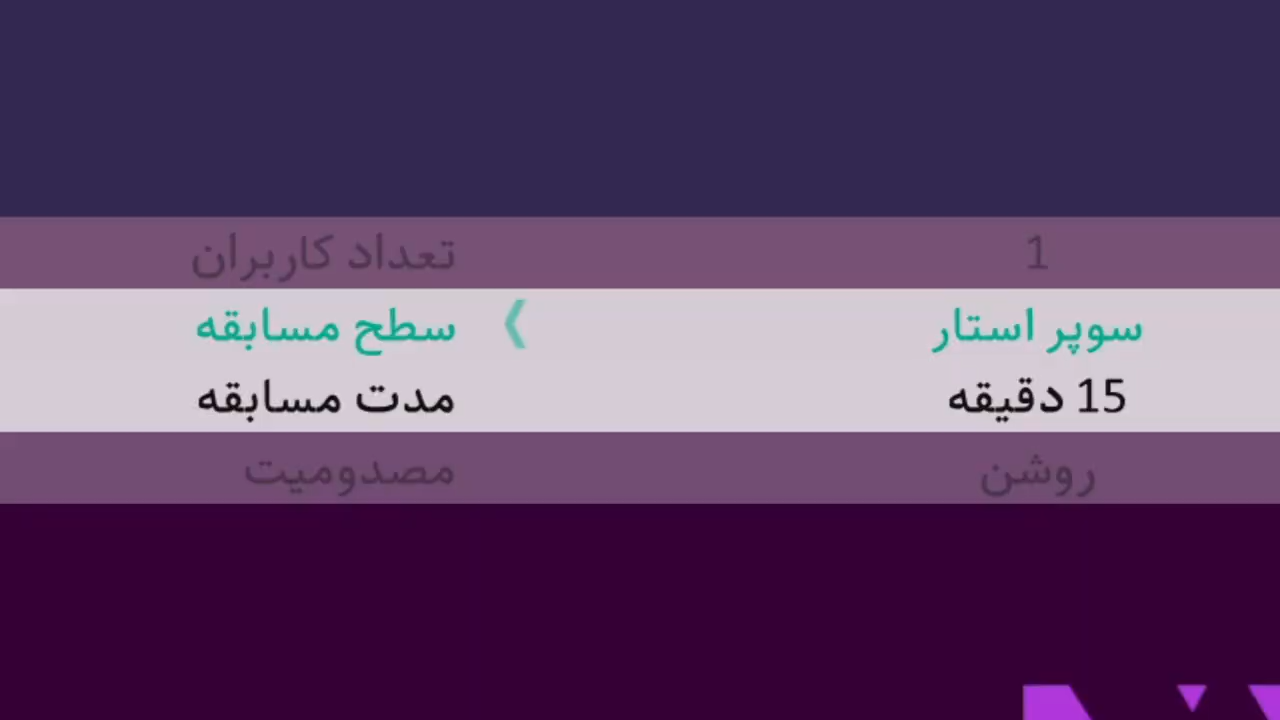 تعداد کاربران 1
سطح مسابقه سوپر استار
مدت مسابقه 15 دقیقه
مصدومیت روشن